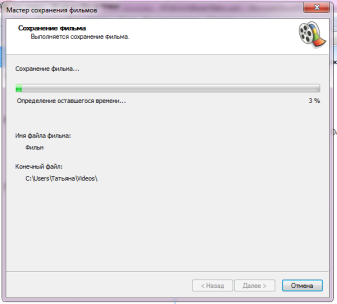 Мастер сохранения фильмов
Сохранение фильма
Выполняется сохранение фильма.
Сохранение фильма...
Определение оставшегося времени...
3 %
Имя файла фильма:
Фильм
Конечный файл:
C:\Users\Татьяна\Videos\
< Назад
Далее >
Отмена